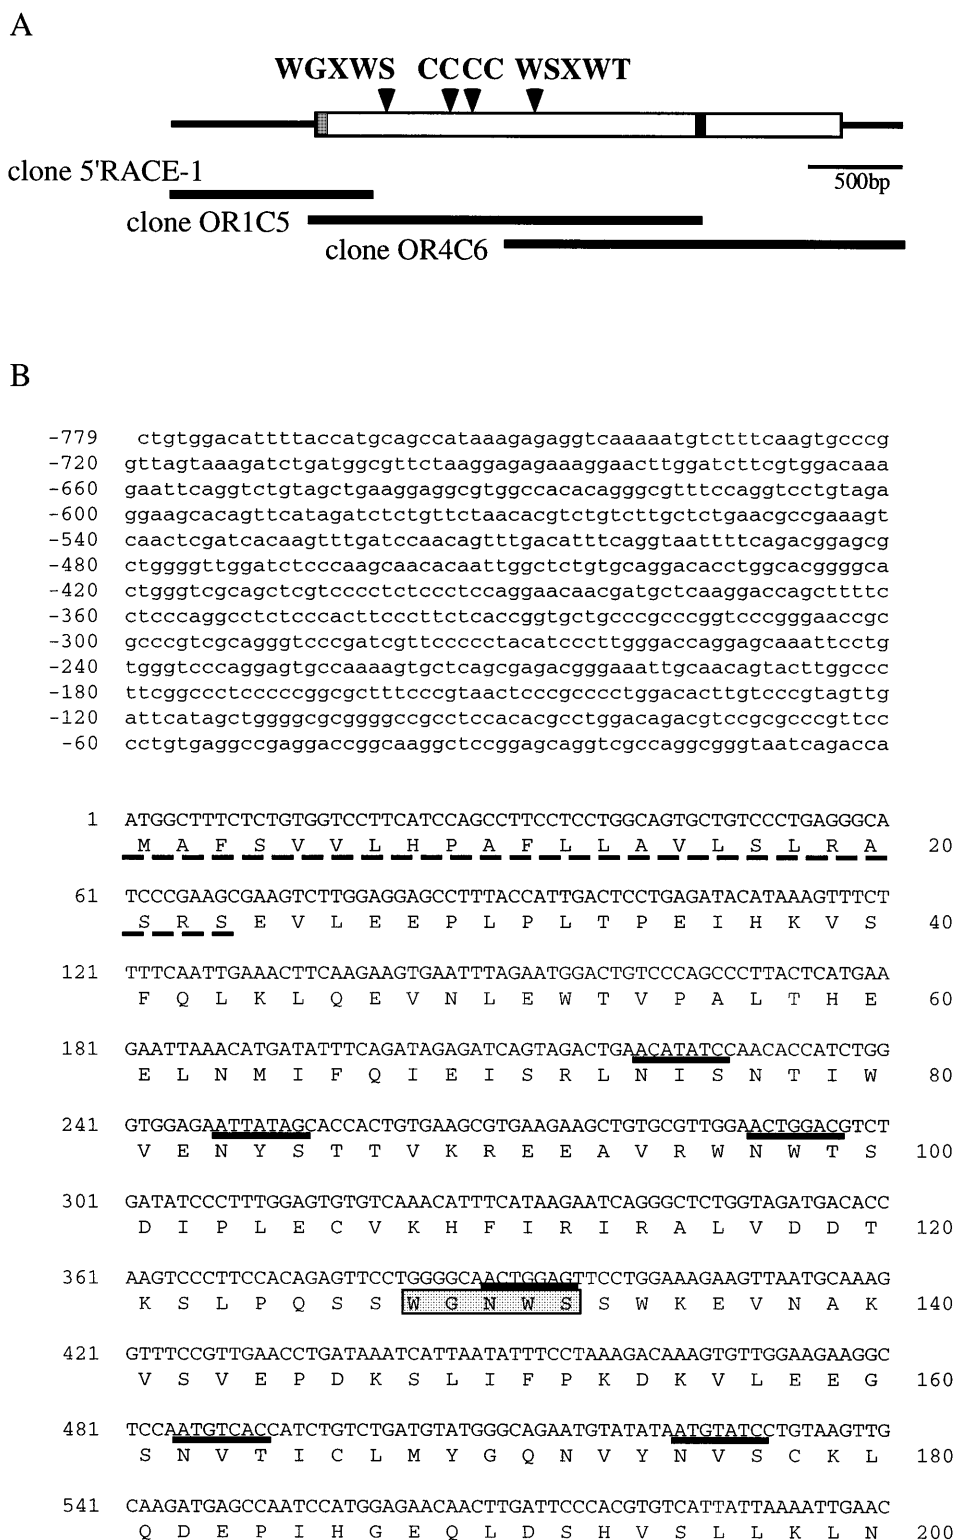 A
WGXWS CCCC WSXWT
500bp
clone 5'RACE-1
clone OR1C5
clone OR4C6
B
-779 ctgtggacattttaccatgcagccataaagagaggtcaaaaatgtctttcaagtgcccg
-720 gttagtaaagatctgatggcgttctaaggagagaaaggaacttggatcttcgtggacaaa
-660 gaattcaggtctgtagctgaaggaggcgtggccacacagggcgtttccaggtcctgtaga
-600 ggaagcacagttcatagatctctgttctaacacgtctgtcttgctctgaacgccgaaagt
-540 caactcgatcacaagtttgatccaacagtttgacatttcaggtaattttcagacggagcg
-480 ctggggttggatctcccaagcaacacaattggctctgtgcaggacacctggcacggggca
-420 ctgggtcgcagctcgtcccctctccctccaggaacaacgatgctcaaggaccagcttttc
-360 ctcccaggcctctcccacttcccttctcaccggtgctgcccgcccggtcccgggaaccgc
-300 gcccgtcgcagggtcccgatcgttccccctacatcccttgggaccaggagcaaattcctg
-240 tgggtcccaggagtgccaaaagtgctcagcgagacgggaaattgcaacagtacttggccc
-180 ttcggccctcccccggcgctttcccgtaactcccgcccctggacacttgtcccgtagttg
-120 attcatagctggggcgcggggccgcctccacacgcctggacagacgtccgcgcccgttcc
-60 cctgtgaggccgaggaccggcaaggctccggagcaggtcgccaggcgggtaatcagacca
1 ATGGCTTTCTCTGTGGTCCTTCATCCAGCCTTCCTCCTGGCAGTGCTGTCCCTGAGGGCA
M A F S V V L H P A F L L A V L S L R A 20
61 TCCCGAAGCGAAGTCTTGGAGGAGCCTTTACCATTGACTCCTGAGATACATAAAGTTTCT
S R S E V L E E P L P L T P E I H K V S 40
121 TTTCAATTGAAACTTCAAGAAGTGAATTTAGAATGGACTGTCCCAGCCCTTACTCATGAA
F Q L K L Q E V N L E W T V P A L T H E 60
181 GAATTAAACATGATATTTCAGATAGAGATCAGTAGACTGAACATATCCAACACCATCTGG
E L N M I F Q I E I S R L N I S N T I W 80
241 GTGGAGAATTATAGCACCACTGTGAAGCGTGAAGAAGCTGTGCGTTGGAACTGGACGTCT
V E N Y S T T V K R E E A V R W N W T S 100
301 GATATCCCTTTGGAGTGTGTCAAACATTTCATAAGAATCAGGGCTCTGGTAGATGACACC
D I P L E C V K H F I R I R A L V D D T 120
361 AAGTCCCTTCCACAGAGTTCCTGGGGCAACTGGAGTTCCTGGAAAGAAGTTAATGCAAAG
K S L P Q S S W G N W S S W K E V N A K 140
421 GTTTCCGTTGAACCTGATAAATCATTAATATTTCCTAAAGACAAAGTGTTGGAAGAAGGC
V S V E P D K S L I F P K D K V L E E G 160
481 TCCAATGTCACCATCTGTCTGATGTATGGGCAGAATGTATATAATGTATCCTGTAAGTTG
S N V T I C L M Y G Q N V Y N V S C K L 180
541 CAAGATGAGCCAATCCATGGAGAACAACTTGATTCCCACGTGTCATTATTAAAATTGAAC
Q D E P I H G E Q L D S H V S L L K L N 200